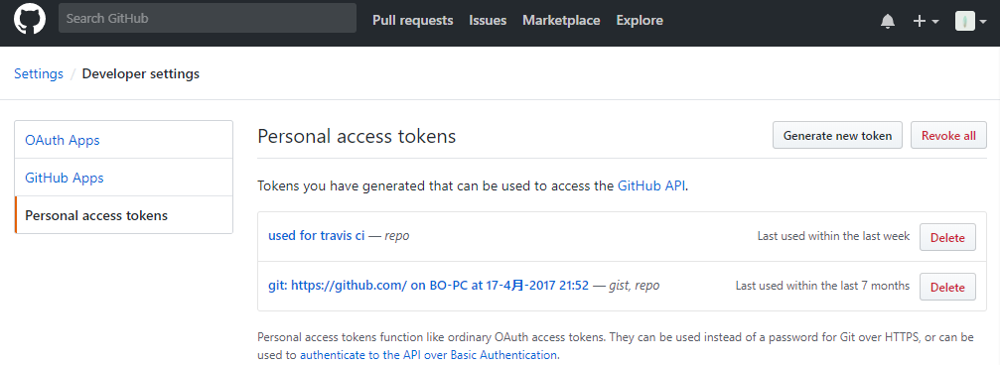 Search GitHub Pull requests Issues Marketplace Explore
Settings / Developer settings
OAuth Apps
GitHub Apps
Personal access tokens
Personal access tokens Generate new token Revoke all
Tokens you have generated that can be used to access the GitHub API.
used for travis ci — repo Last used within the last week Delete
git: https://github.com/ on BO-PC at 17-4月-2017 21:52 — gist, repo Last used within the last 7 months Delete
Personal access tokens function like ordinary OAuth access tokens. They can be used instead of a password for Git over HTTPS, or can be
used to authenticate to the API over Basic Authentication.